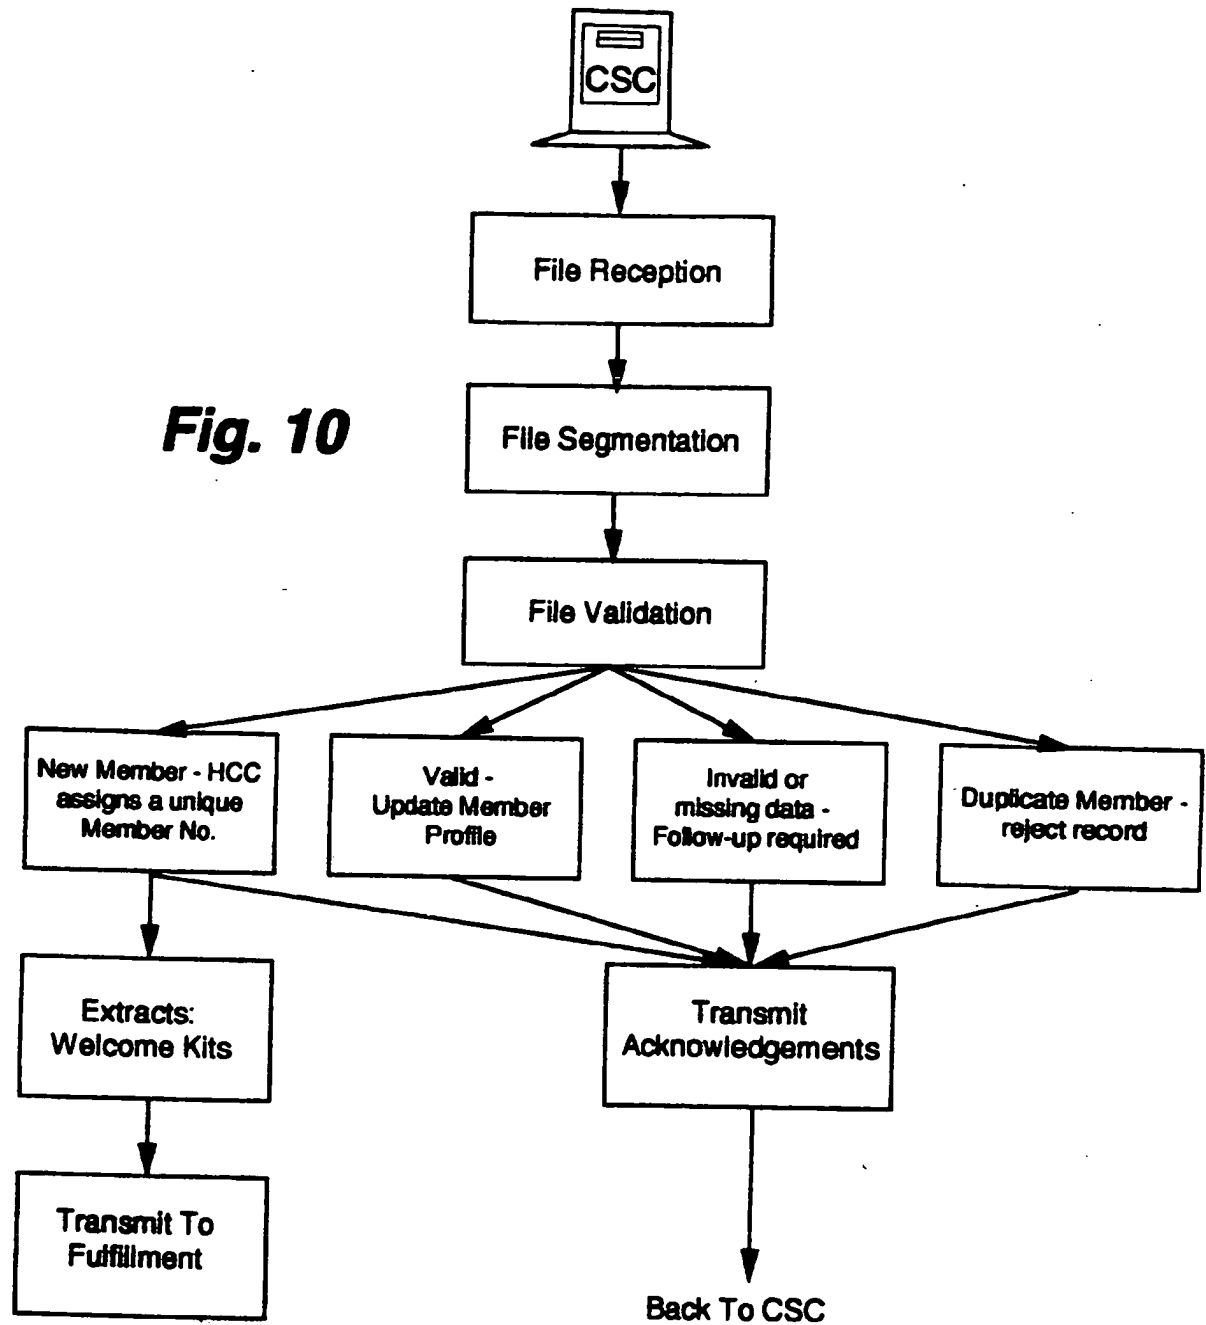 CSC
File Reception
Fig. 10
File Segmentation
File Validation
New Member - HCC
assigns a unique
Member No.
Valid -
Update Member
Profile
Invalid or
missing data -
Follow-up required
Duplicate Member -
reject record
Extracts:
Welcome Kits
Transmit
Acknowledgements
Transmit To
Fulfillment
Back To CSC